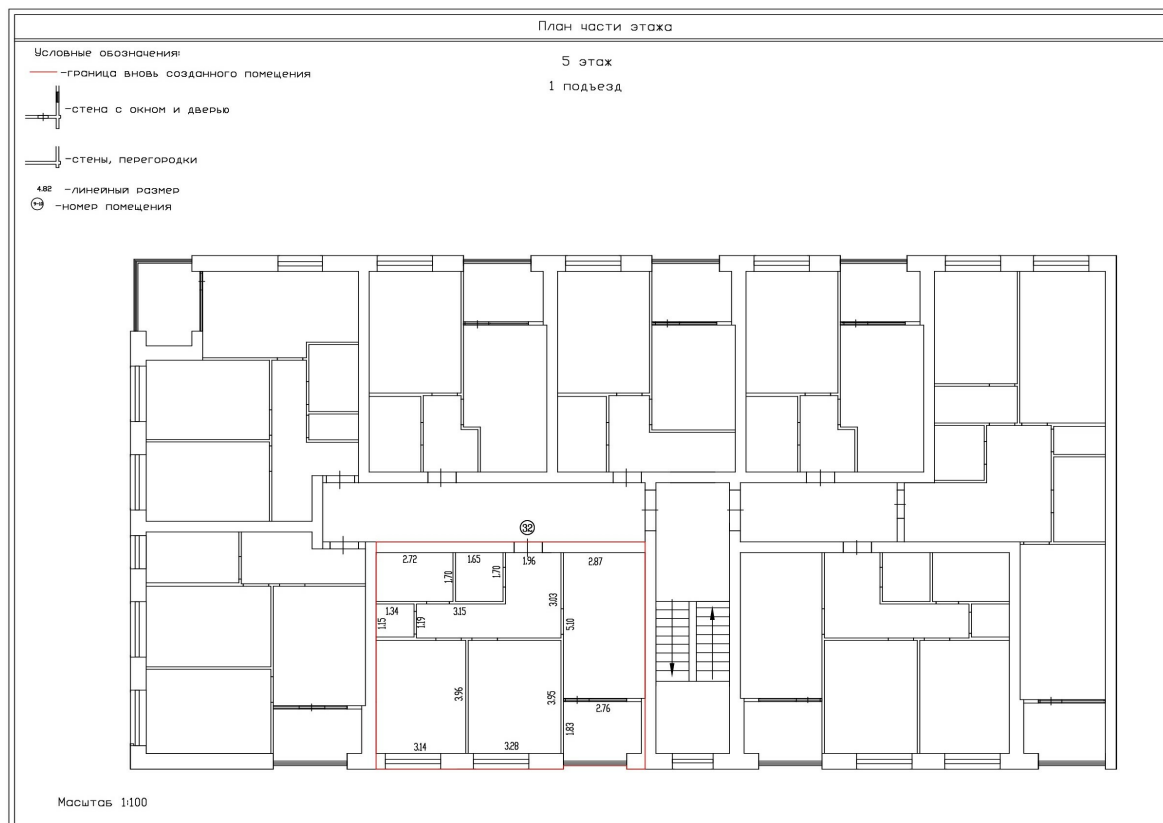 План части этажа
Условные обозначения:
5 этаж
-граница вновь созданного помещения
1 подъезд
-стена с окном и дверью
-стены, перегородки
4.82 -линейный размер
-номер помещения
32
2.72 1.65 1.96 2.87
1.70 1.70
3.03
1.34 3.15
1.15 1.19 5.10
3.96 3.95
2.76
1.83
3.14 3.28
Масштаб 1:100